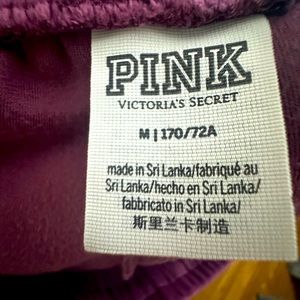 PINK
VICTORIA'S SECRET
M | 170/72A
made in Sri Lanka/fabriqué au
Sri Lanka/hecho en Sri Lanka/
fabbricato in Sri Lanka/
斯里兰卡制造